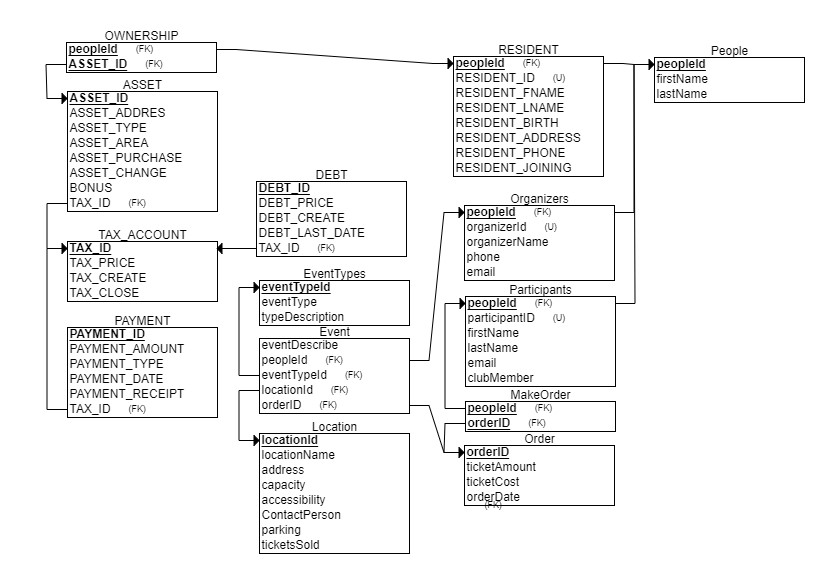 OWNERSHIP
peopleId (FK)
ASSET_ID (FK)
ASSET
ASSET_ID
ASSET_ADDRES
ASSET_TYPE
ASSET_AREA
ASSET_PURCHASE
ASSET_CHANGE
BONUS
TAX_ID (FK)
TAX_ACCOUNT
TAX_ID
TAX_PRICE
TAX_CREATE
TAX_CLOSE
PAYMENT
PAYMENT_ID
PAYMENT_AMOUNT
PAYMENT_TYPE
PAYMENT_DATE
PAYMENT_RECEIPT
TAX_ID (FK)
DEBT
DEBT_ID
DEBT_PRICE
DEBT_CREATE
DEBT_LAST_DATE
TAX_ID (FK)
EventTypes
eventTypeId
eventType
typeDescription
Event
eventDescribe
peopleId (FK)
eventTypeId (FK)
locationId (FK)
orderID (FK)
Location
locationId
locationName
address
capacity
accessibility
ContactPerson
parking
ticketsSold
RESIDENT
peopleId (FK)
RESIDENT_ID (U)
RESIDENT_FNAME
RESIDENT_LNAME
RESIDENT_BIRTH
RESIDENT_ADDRESS
RESIDENT_PHONE
RESIDENT_JOINING
Organizers
peopleId (FK)
organizerId (U)
organizerName
phone
email
Participants
peopleId (FK)
participantID (U)
firstName
lastName
email
clubMember
MakeOrder
peopleId (FK)
orderID (FK)
Order
orderID
ticketAmount
ticketCost
orderDate
(FK)
People
peopleId
firstName
lastName